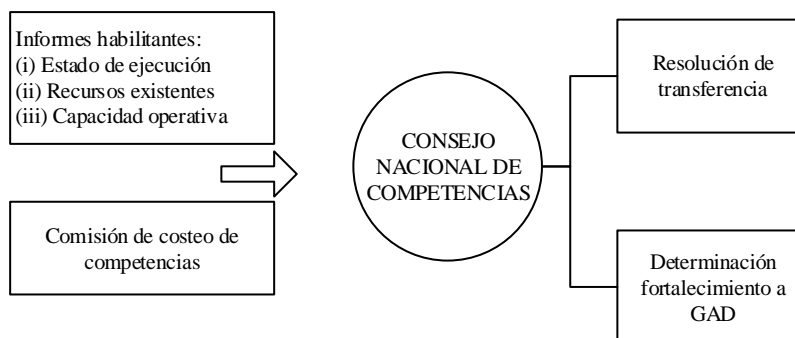 Informes habilitantes:
(i) Estado de ejecución
(ii) Recursos existentes
(iii) Capacidad operativa
Comisión de costeo de
competencias
CONSEJO
NACIONAL DE
COMPETENCIAS
Resolución de
transferencia
Determinación
fortalecimiento a
GAD